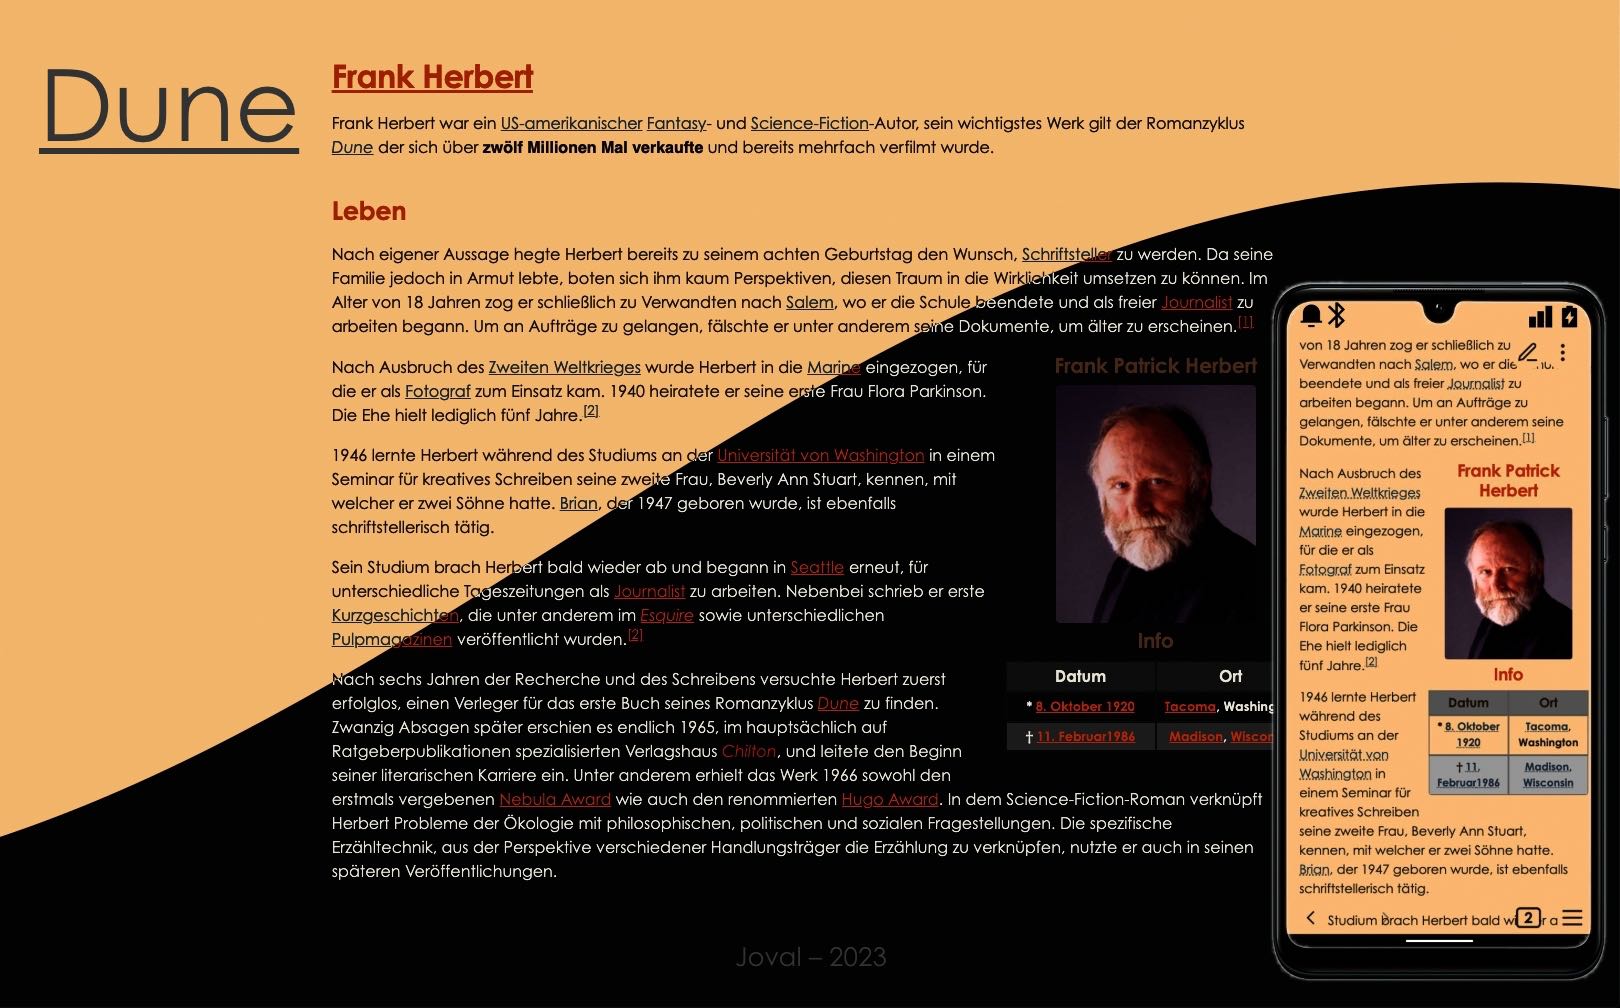 Dune
Frank Herbert
Frank Herbert war ein US-amerikanischer Fantasy- und Science-Fiction-Autor, sein wichtigstes Werk gilt der Romanzyklus
Dune der sich über zwölf Millionen Mal verkaufte und bereits mehrfach verfilmt wurde.
Leben
Nach eigener Aussage hegte Herbert bereits zu seinem achten Geburtstag den Wunsch, Schriftsteller zu werden. Da seine
Familie jedoch in Armut lebte, boten sich ihm kaum Perspektiven, diesen Traum in die Wirklichkeit umsetzen zu können. Im
Alter von 18 Jahren zog er schließlich zu Verwandten nach Salem, wo er die Schule beendete und als freier Journalist zu
arbeiten begann. Um an Aufträge zu gelangen, fälschte er unter anderem seine Dokumente, um älter zu erscheinen.[1]
Nach Ausbruch des Zweiten Weltkrieges wurde Herbert in die Marine eingezogen, für
die er als Fotograf zum Einsatz kam. 1940 heiratete er seine erste Frau Flora Parkinson.
Die Ehe hielt lediglich fünf Jahre.[2]
1946 lernte Herbert während des Studiums an der Universität von Washington in einem
Seminar für kreatives Schreiben seine zweite Frau, Beverly Ann Stuart, kennen, mit
welcher er zwei Söhne hatte. Brian, der 1947 geboren wurde, ist ebenfalls
schriftstellerisch tätig.
Sein Studium brach Herbert bald wieder ab und begann in Seattle erneut, für
unterschiedliche Tageszeitungen als Journalist zu arbeiten. Nebenbei schrieb er erste
Kurzgeschichten, die unter anderem im Esquire sowie unterschiedlichen
Pulpmagazinen veröffentlicht wurden.[2]
Nach sechs Jahren der Recherche und des Schreibens versuchte Herbert zuerst
erfolglos, einen Verleger für das erste Buch seines Romanzyklus Dune zu finden.
Zwanzig Absagen später erschien es endlich 1965, im hauptsächlich auf
Ratgeberpublikationen spezialisierten Verlagshaus Chilton, und leitete den Beginn
seiner literarischen Karriere ein. Unter anderem erhielt das Werk 1966 sowohl den
erstmals vergebenen Nebula Award wie auch den renommierten Hugo Award. In dem Science-Fiction-Roman verknüpft
Herbert Probleme der Ökologie mit philosophischen, politischen und sozialen Fragestellungen. Die spezifische
Erzähltechnik, aus der Perspektive verschiedener Handlungsträger die Erzählung zu verknüpfen, nutzte er auch in seinen
späteren Veröffentlichungen.
Frank Patrick Herbert
Info
Datum Ort
* 8. Oktober 1920 Tacoma, Washing
† 11. Februar1986 Madison, Wiscon
Joval – 2023
von 18 Jahren zog er schließlich zu
Verwandten nach Salem, wo er die
beendete und als freier Journalist zu
arbeiten begann. Um an Aufträge zu
gelangen, fälschte er unter anderem seine
Dokumente, um älter zu erscheinen.[1]
Nach Ausbruch des
Zweiten Weltkrieges
wurde Herbert in die
Marine eingezogen,
für die er als
Fotograf zum Einsatz
kam. 1940 heiratete
er seine erste Frau
Flora Parkinson. Die
Ehe hielt lediglich
fünf Jahre.[2]
Frank Patrick
Herbert
Info
Datum Ort
* 8. Oktober Tacoma,
1920 Washington
† 11. Madison,
Februar1986 Wisconsin
1946 lernte Herbert
während des
Studiums an der
Universität von
Washington in
einem Seminar für
kreatives Schreiben
seine zweite Frau, Beverly Ann Stuart,
kennen, mit welcher er zwei Söhne hatte.
Brian, der 1947 geboren wurde, ist ebenfalls
schriftstellerisch tätig.
Studium brach Herbert bald a
2